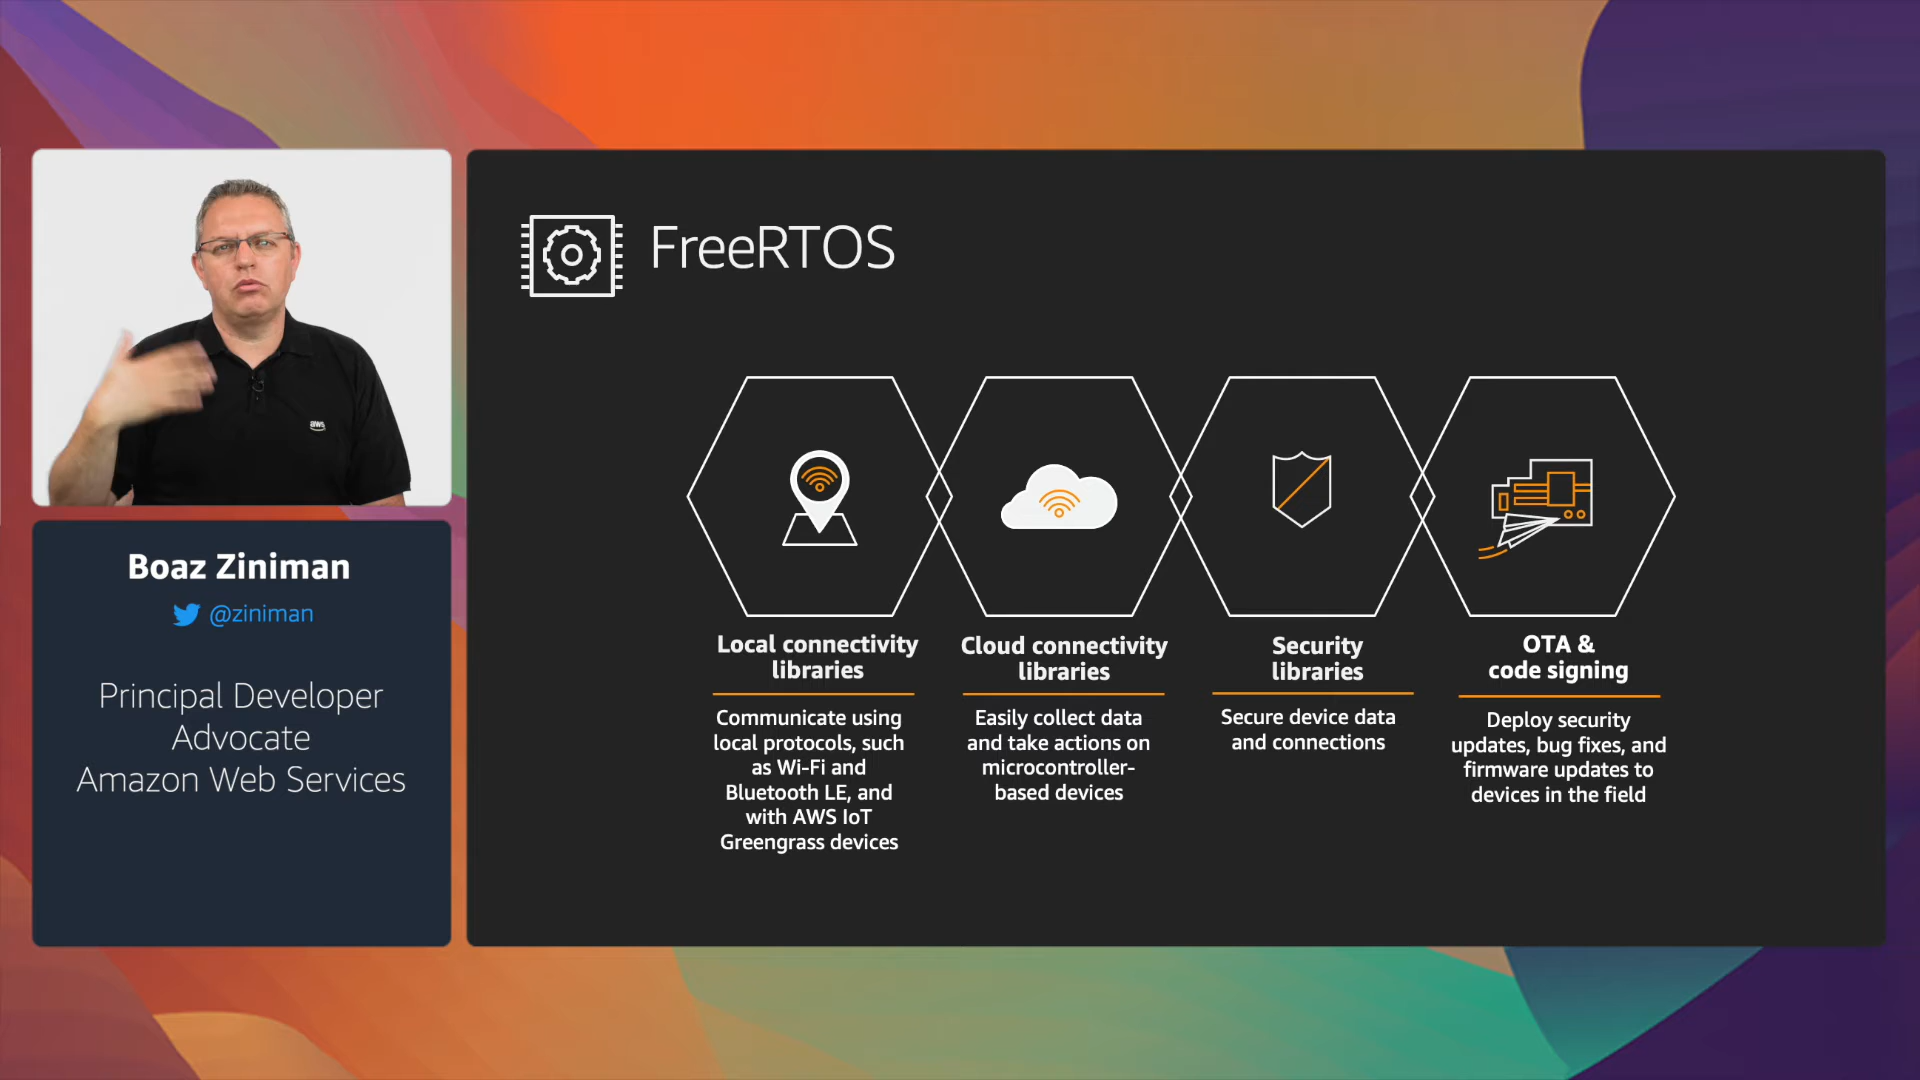 FreeRTOS
aws
Boaz Ziniman
@ziniman
Principal Developer
Advocate
Amazon Web Services
Local connectivity
libraries
Communicate using
local protocols, such
as Wi-Fi and
Bluetooth LE, and
with AWS IoT
Greengrass devices
Cloud connectivity
libraries
Easily collect data
and take actions on
microcontroller-
based devices
Security
libraries
Secure device data
and connections
OTA &
code signing
Deploy security
updates, bug fixes, and
firmware updates to
devices in the field